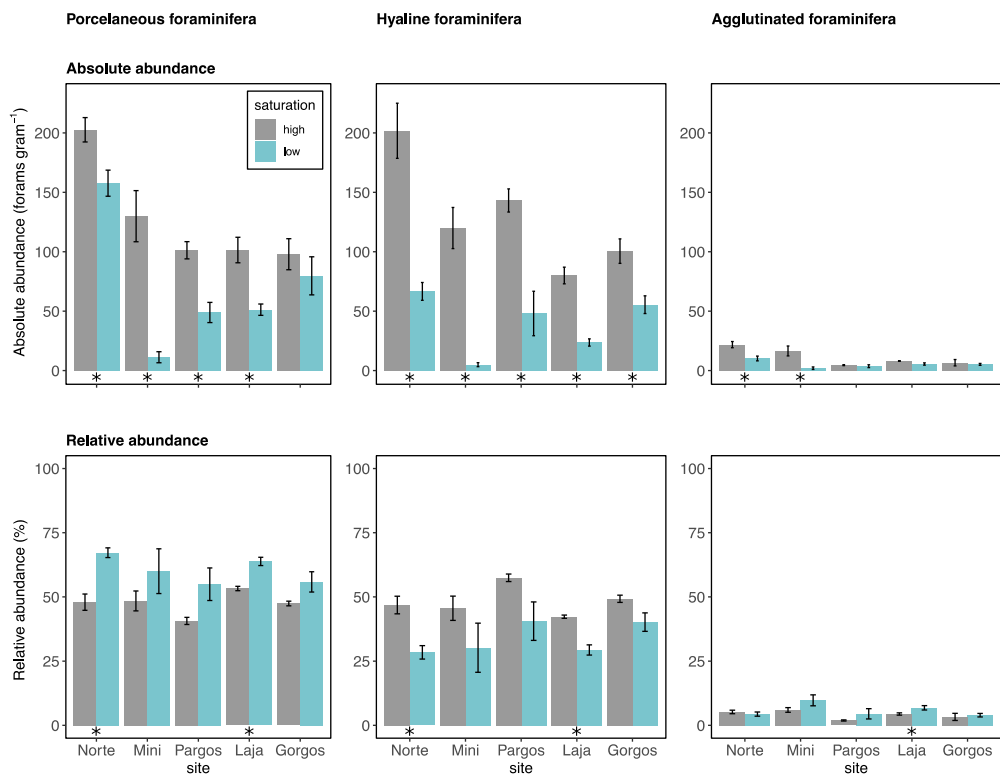 Porcelaneous foraminifera
Hyaline foraminifera
Agglutinated foraminifera
Absolute abundance
Absolute abundance (forams gram⁻¹)
200
150
100
50
0
saturation
high
low
* * * *
200
150
100
50
0
* * * * *
200
150
100
50
0
* *
Relative abundance
Relative abundance (%)
100
75
50
25
0
* *
Norte Mini Pargos Laja Gorgos
site
100
75
50
25
0
* *
Norte Mini Pargos Laja Gorgos
site
100
75
50
25
0
*
Norte Mini Pargos Laja Gorgos
site